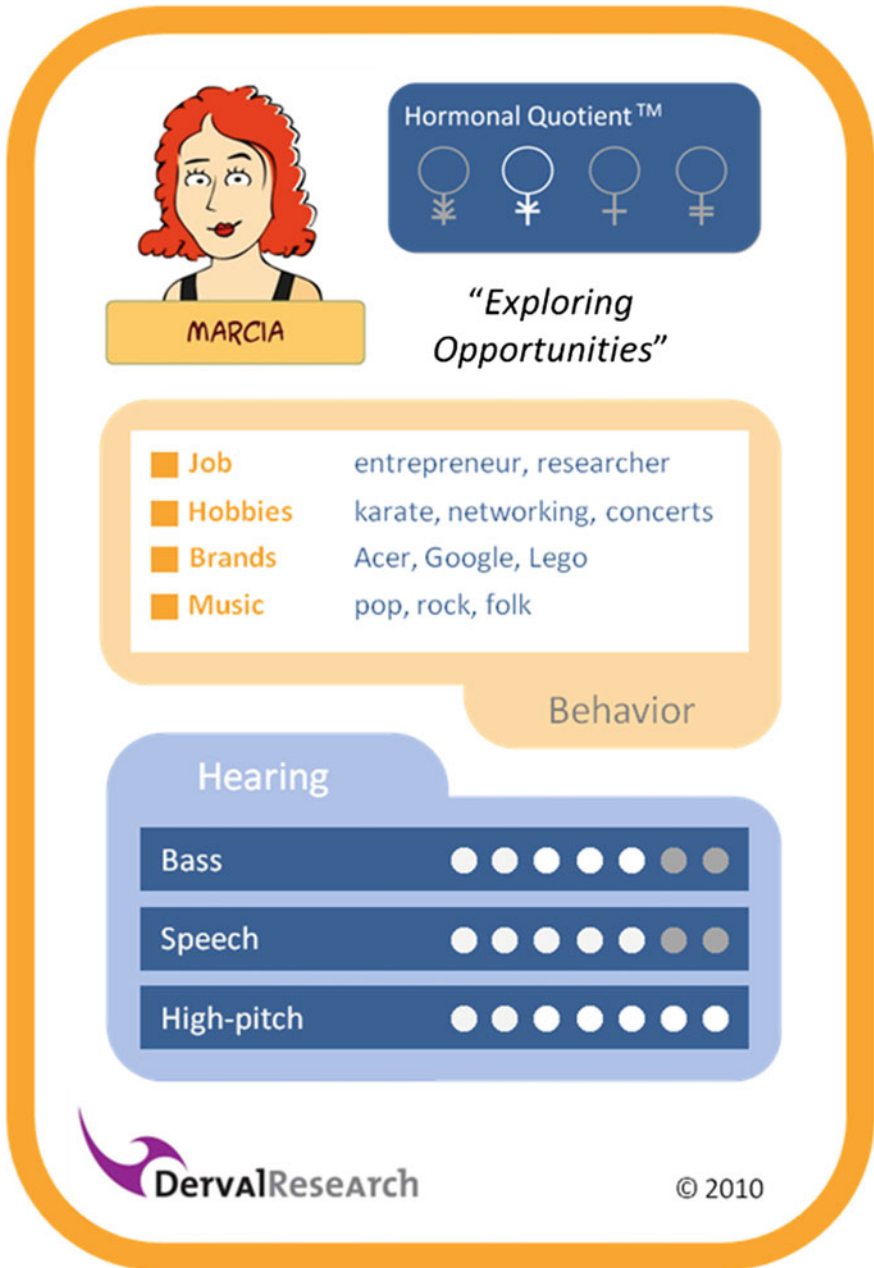 Hormonal Quotient™
MARCIA
“Exploring
Opportunities”
Job entrepreneur, researcher
Hobbies karate, networking, concerts
Brands Acer, Google, Lego
Music pop, rock, folk
Behavior
Hearing
Bass
Speech
High-pitch
DervalResearch
© 2010